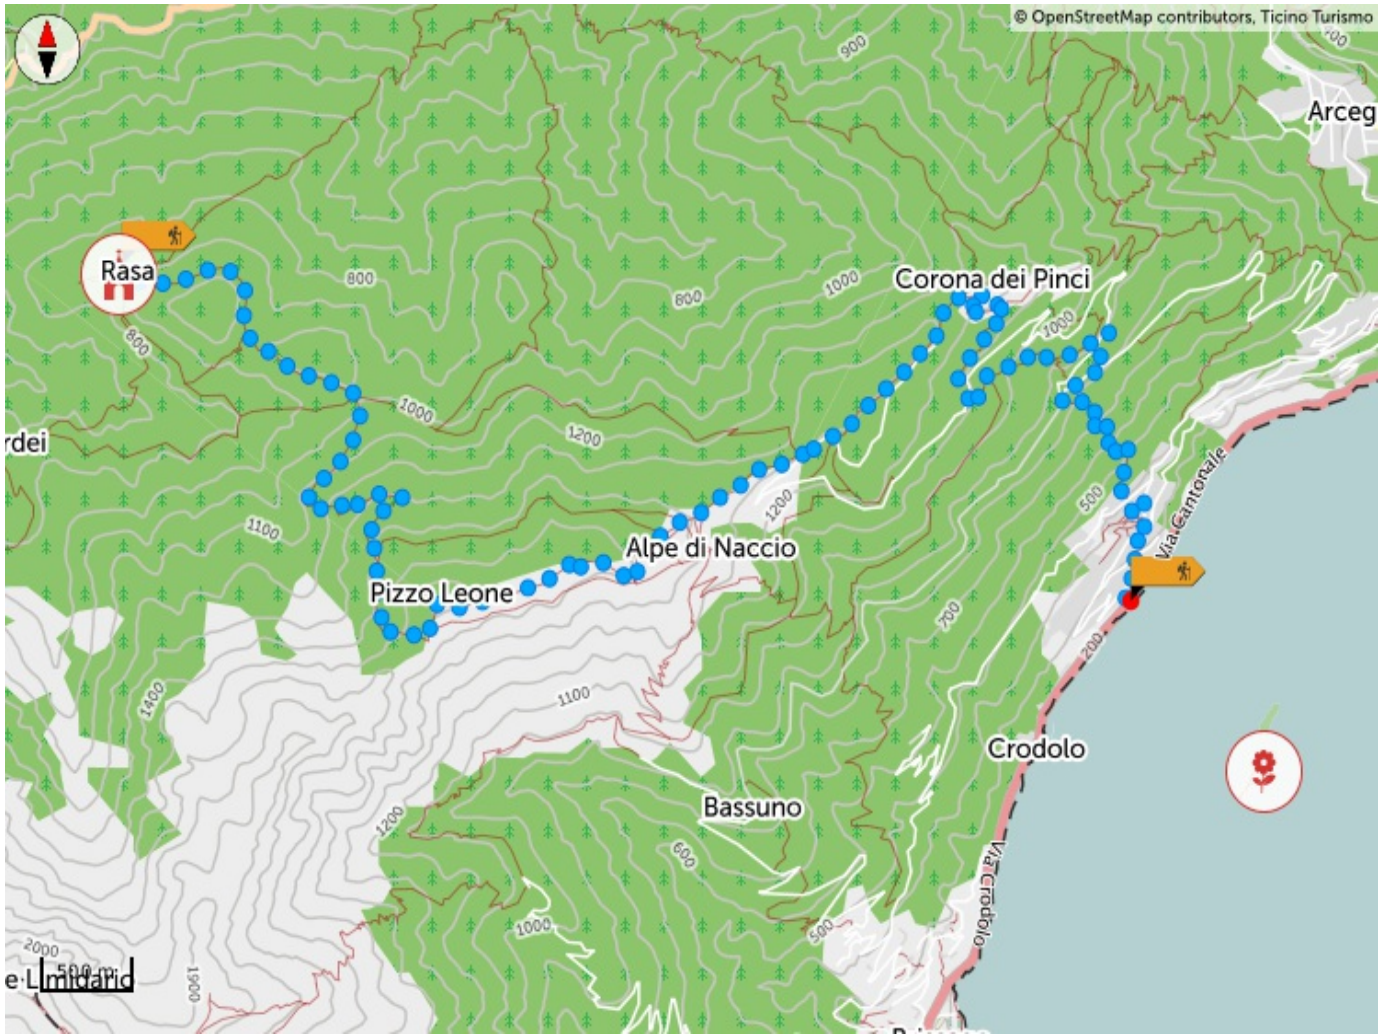 © OpenStreetMap contributors, Ticino Turismo
900
Arceg
Rasa
800
1000
Corona dei Pinci
800
1000
800
1000
1200
rdei
Via Cantonale
500
1200
1100
Alpe di Naccio
Pizzo Leone
700
200
1400
1100
Crodolo
Bassuno
1200
600
Via Crodolo
1000
500
2000
500 m
e Limidario
1900